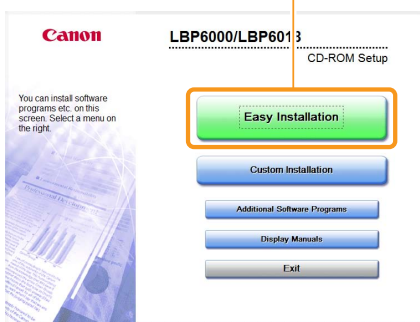 Canon
LBP6000/LBP6018
CD-ROM Setup
You can install software
programs etc. on this
screen. Select a menu on
the right.
Easy Installation
Custom Installation
Additional Software Programs
Display Manuals
Exit